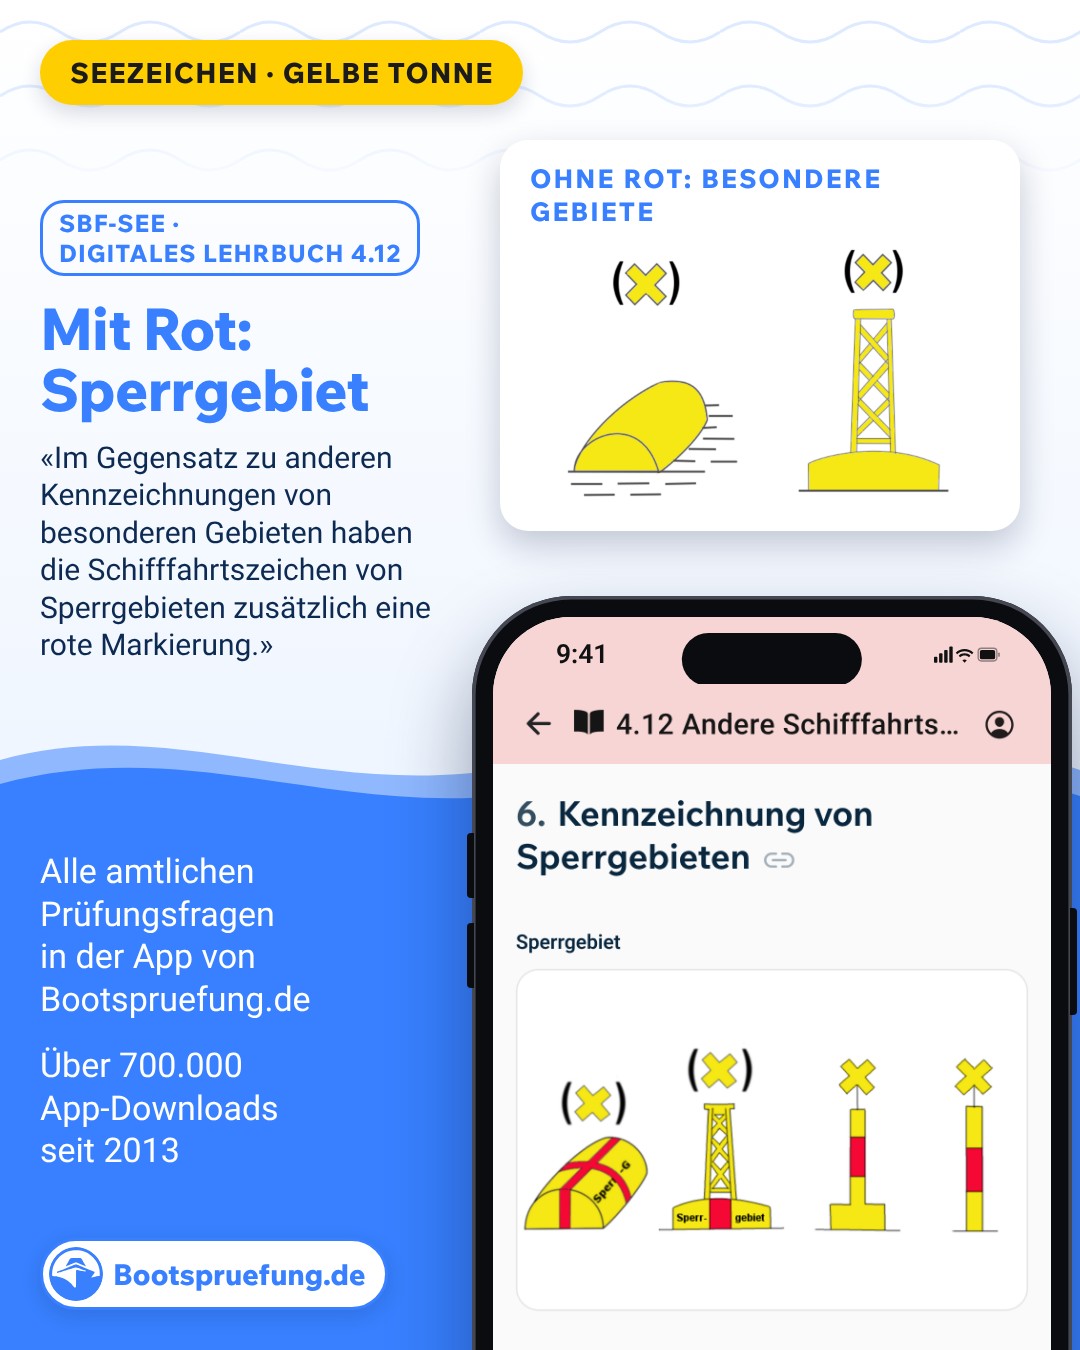 SEEZEICHEN · GELBE TONNE
SBF-SEE ·
DIGITALES LEHRBUCH 4.12
Mit Rot:
Sperrgebiet
«Im Gegensatz zu anderen
Kennzeichnungen von
besonderen Gebieten haben
die Schifffahrtszeichen von
Sperrgebieten zusätzlich eine
rote Markierung.»
OHNE ROT: BESONDERE
GEBIETE
(X)
(X)
9:41
4.12 Andere Schifffahrts...
6. Kennzeichnung von
Sperrgebieten
Sperrgebiet
(X)
(X)
Sperr-G
Sperr- gebiet
Alle amtlichen
Prüfungsfragen
in der App von
Bootspruefung.de
Über 700.000
App-Downloads
seit 2013
Bootspruefung.de